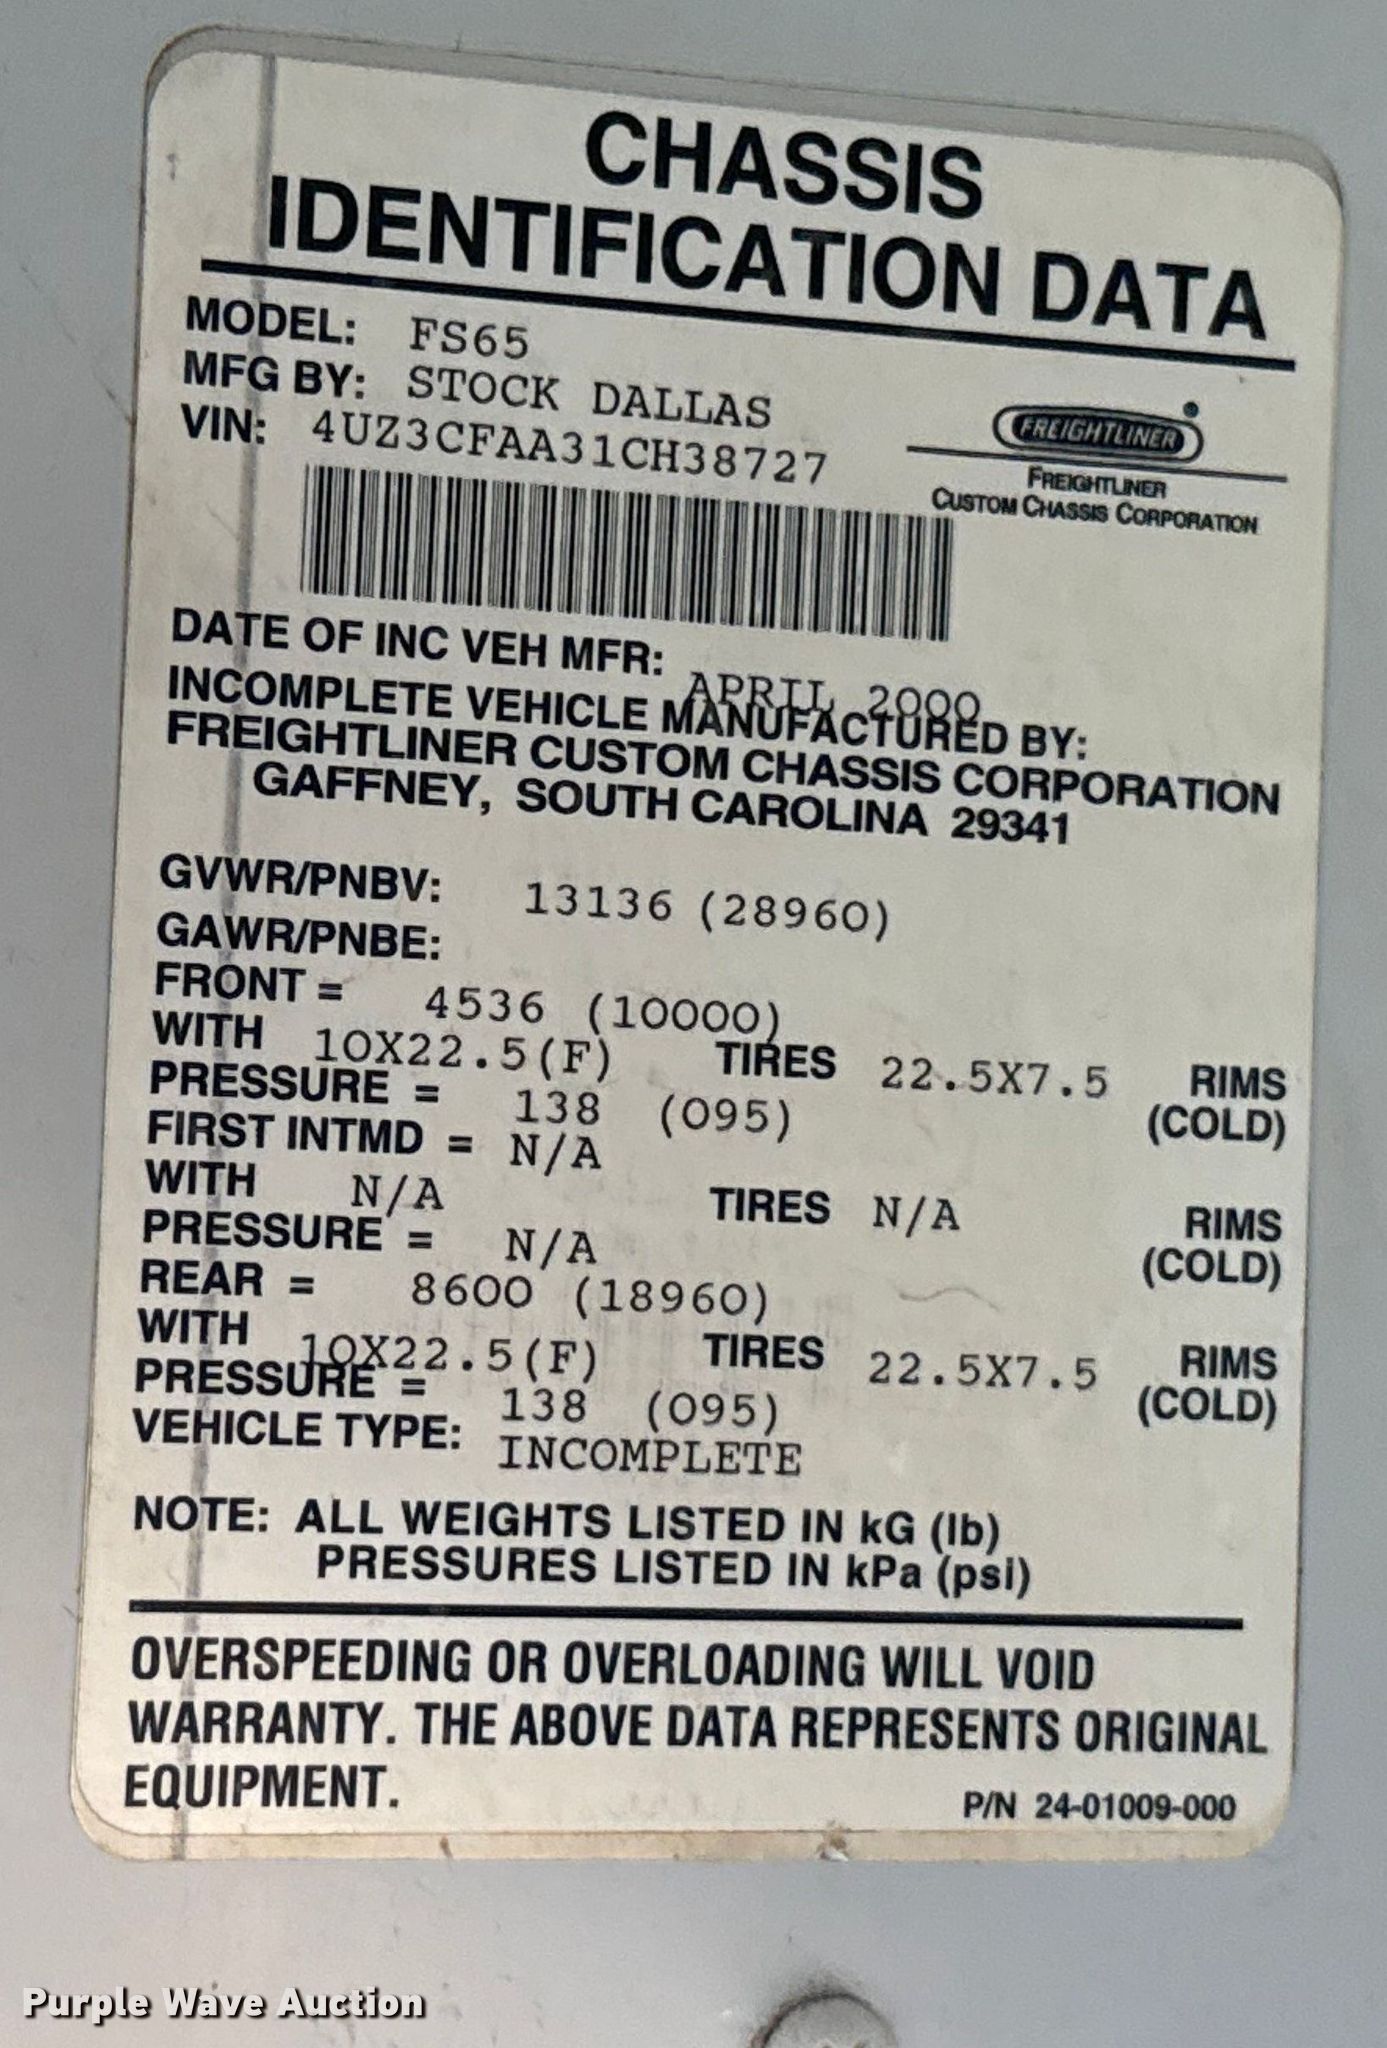 CHASSIS
IDENTIFICATION DATA
MODEL: FS65
MFG BY: STOCK DALLAS
VIN: 4UZ3CFAA31CH38727
FREIGHTLINER
FREIGHTLINER
CUSTOM CHASSIS CORPORATION
DATE OF INC VEH MFR: APRIL 2000
INCOMPLETE VEHICLE MANUFACTURED BY:
FREIGHTLINER CUSTOM CHASSIS CORPORATION
GAFFNEY, SOUTH CAROLINA 29341
GVWR/PNBV: 13136 (28960)
GAWR/PNBE:
FRONT = 4536 (10000)
WITH 10X22.5(F) TIRES 22.5X7.5 RIMS
PRESSURE = 138 (095) (COLD)
FIRST INTMD = N/A
WITH N/A TIRES N/A RIMS
PRESSURE = N/A (COLD)
REAR = 8600 (18960)
WITH 10X22.5(F) TIRES 22.5X7.5 RIMS
PRESSURE = 138 (095) (COLD)
VEHICLE TYPE: INCOMPLETE
NOTE: ALL WEIGHTS LISTED IN kG (lb)
PRESSURES LISTED IN kPa (psi)
OVERSPEEDING OR OVERLOADING WILL VOID
WARRANTY. THE ABOVE DATA REPRESENTS ORIGINAL
EQUIPMENT.
P/N 24-01009-000
Purple Wave Auction